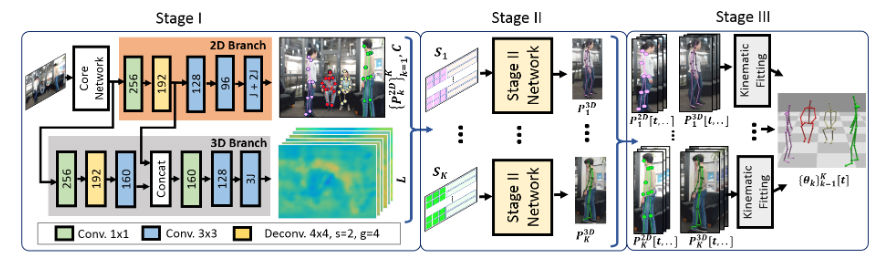 Stage I
Stage II
Stage III
2D Branch
Core
Network
256
192
128
96
J + 2J
{P_k^{2D}}_{k=1}^K, C
3D Branch
256
192
160
Concat
160
128
3J
L
Conv. 1x1
Conv. 3x3
Deconv. 4x4, s=2, g=4
S_1
Stage II
Network
P_1^{3D}
S_K
Stage II
Network
P_K^{3D}
P_1^{2D}[t,..]
P_1^{3D}[t,..]
Kinematic
Fitting
P_K^{2D}[t,..]
P_K^{3D}[t,..]
Kinematic
Fitting
{θ_k}_{k=1}^K[t]